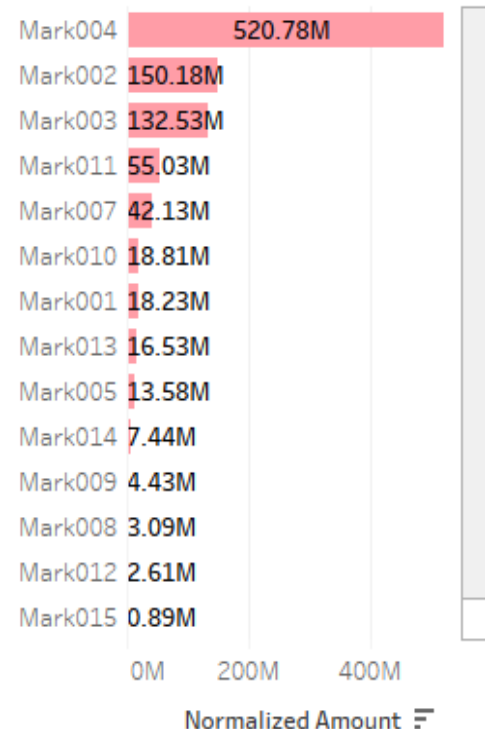 Mark004 520.78M
Mark002 150.18M
Mark003 132.53M
Mark011 55.03M
Mark007 42.13M
Mark010 18.81M
Mark001 18.23M
Mark013 16.53M
Mark005 13.58M
Mark014 7.44M
Mark009 4.43M
Mark008 3.09M
Mark012 2.61M
Mark015 0.89M
0M 200M 400M
Normalized Amount